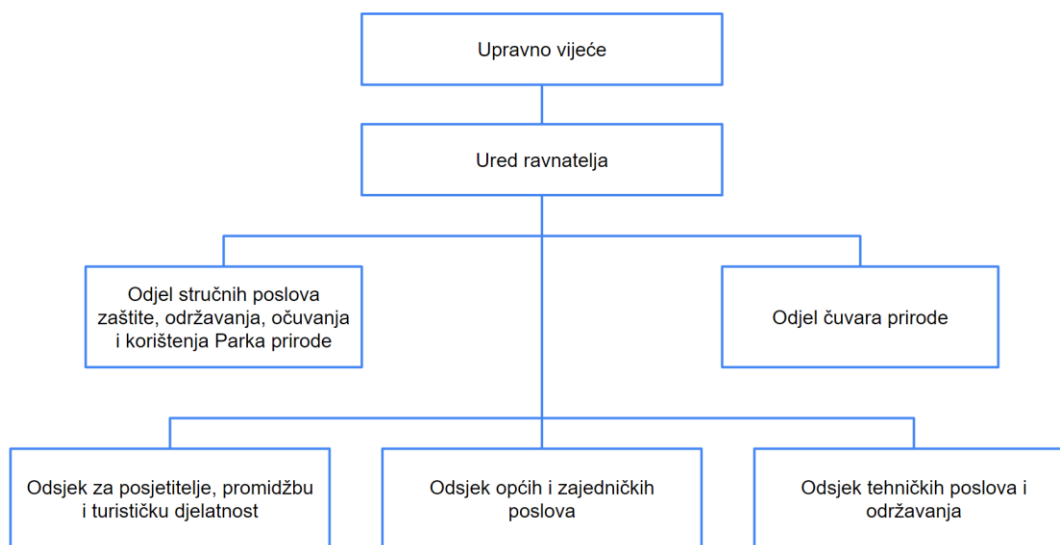 Upravno vijeće
Ured ravnatelja
Odjel stručnih poslova
zaštite, održavanja, očuvanja
i korištenja Parka prirode
Odjel čuvara prirode
Odsjek za posjetitelje, promidžbu
i turističku djelatnost
Odsjek općih i zajedničkih
poslova
Odsjek tehničkih poslova i
održavanja